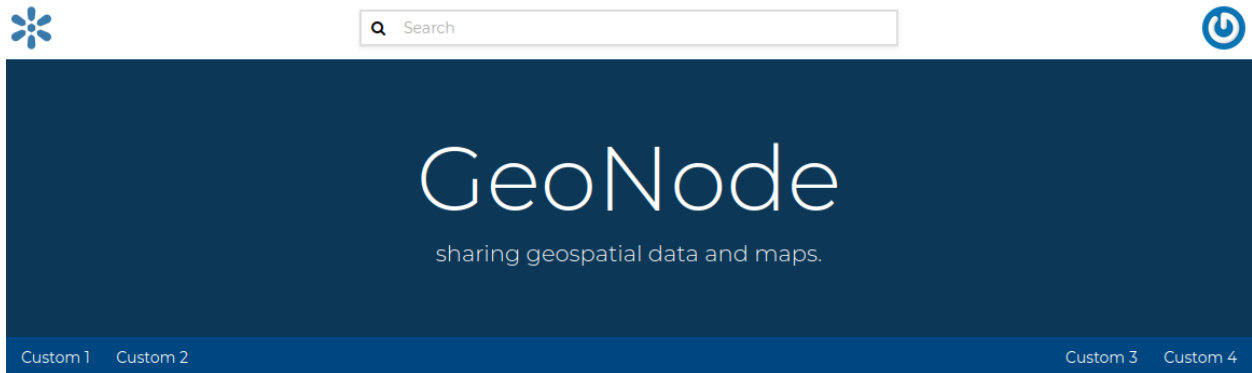 Search
GeoNode
sharing geospatial data and maps.
Custom 1 Custom 2 Custom 3 Custom 4